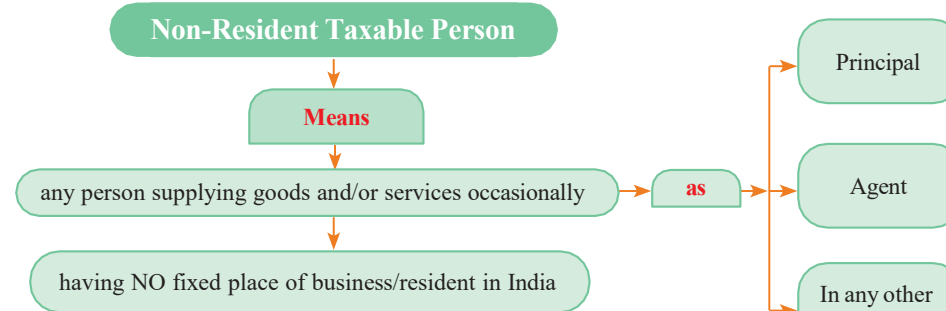 Non-Resident Taxable Person
Means
any person supplying goods and/or services occasionally
having NO fixed place of business/resident in India
as
Principal
Agent
In any other